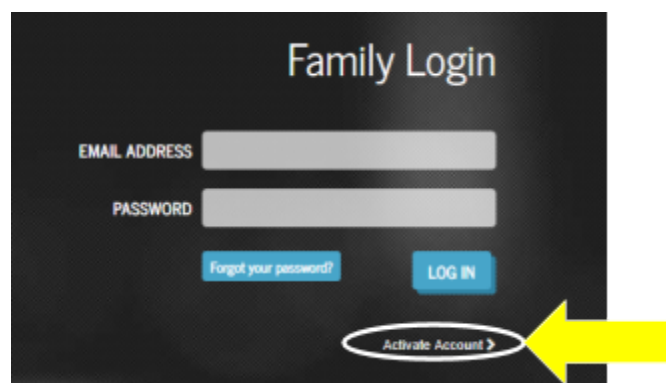 Family Login
EMAIL ADDRESS
PASSWORD
Forgot your password?
LOG IN
Activate Account >